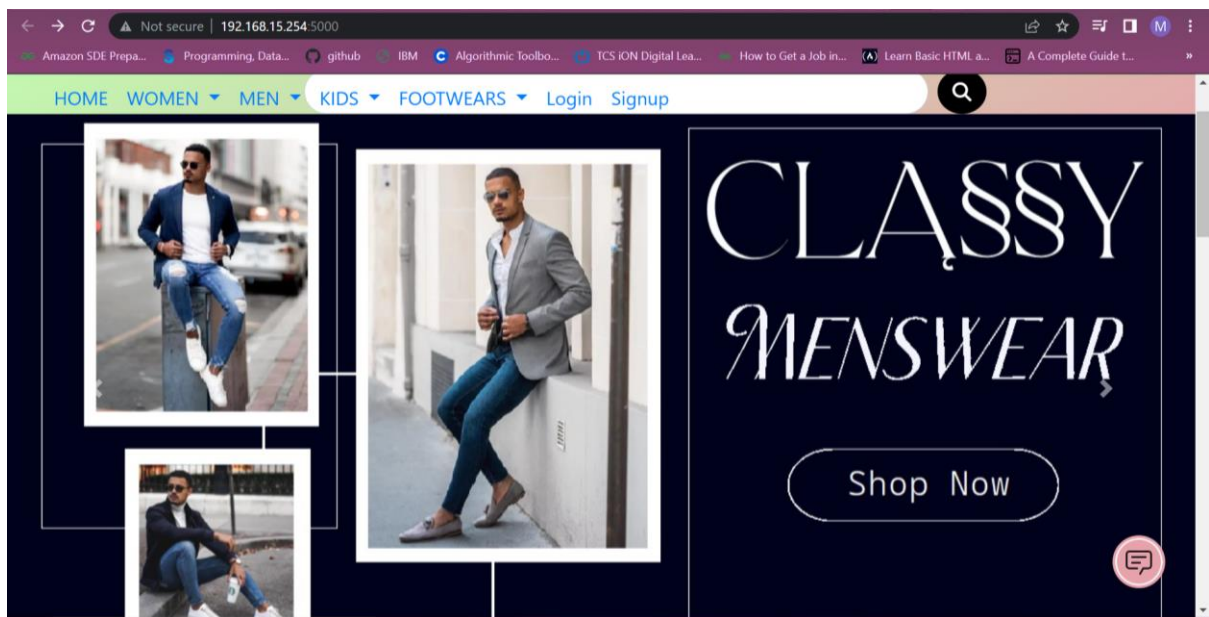 Not secure | 192.168.15.254:5000
M
Amazon SDE Prepa... Programming, Data... github IBM C Algorithmic Toolbo... TCS iON Digital Lea... How to Get a Job in... (A) Learn Basic HTML a... A Complete Guide t... »
HOME WOMEN MEN KIDS FOOTWEARS Login Signup
CLĄ§§Y
MENSWEAR
Shop Now